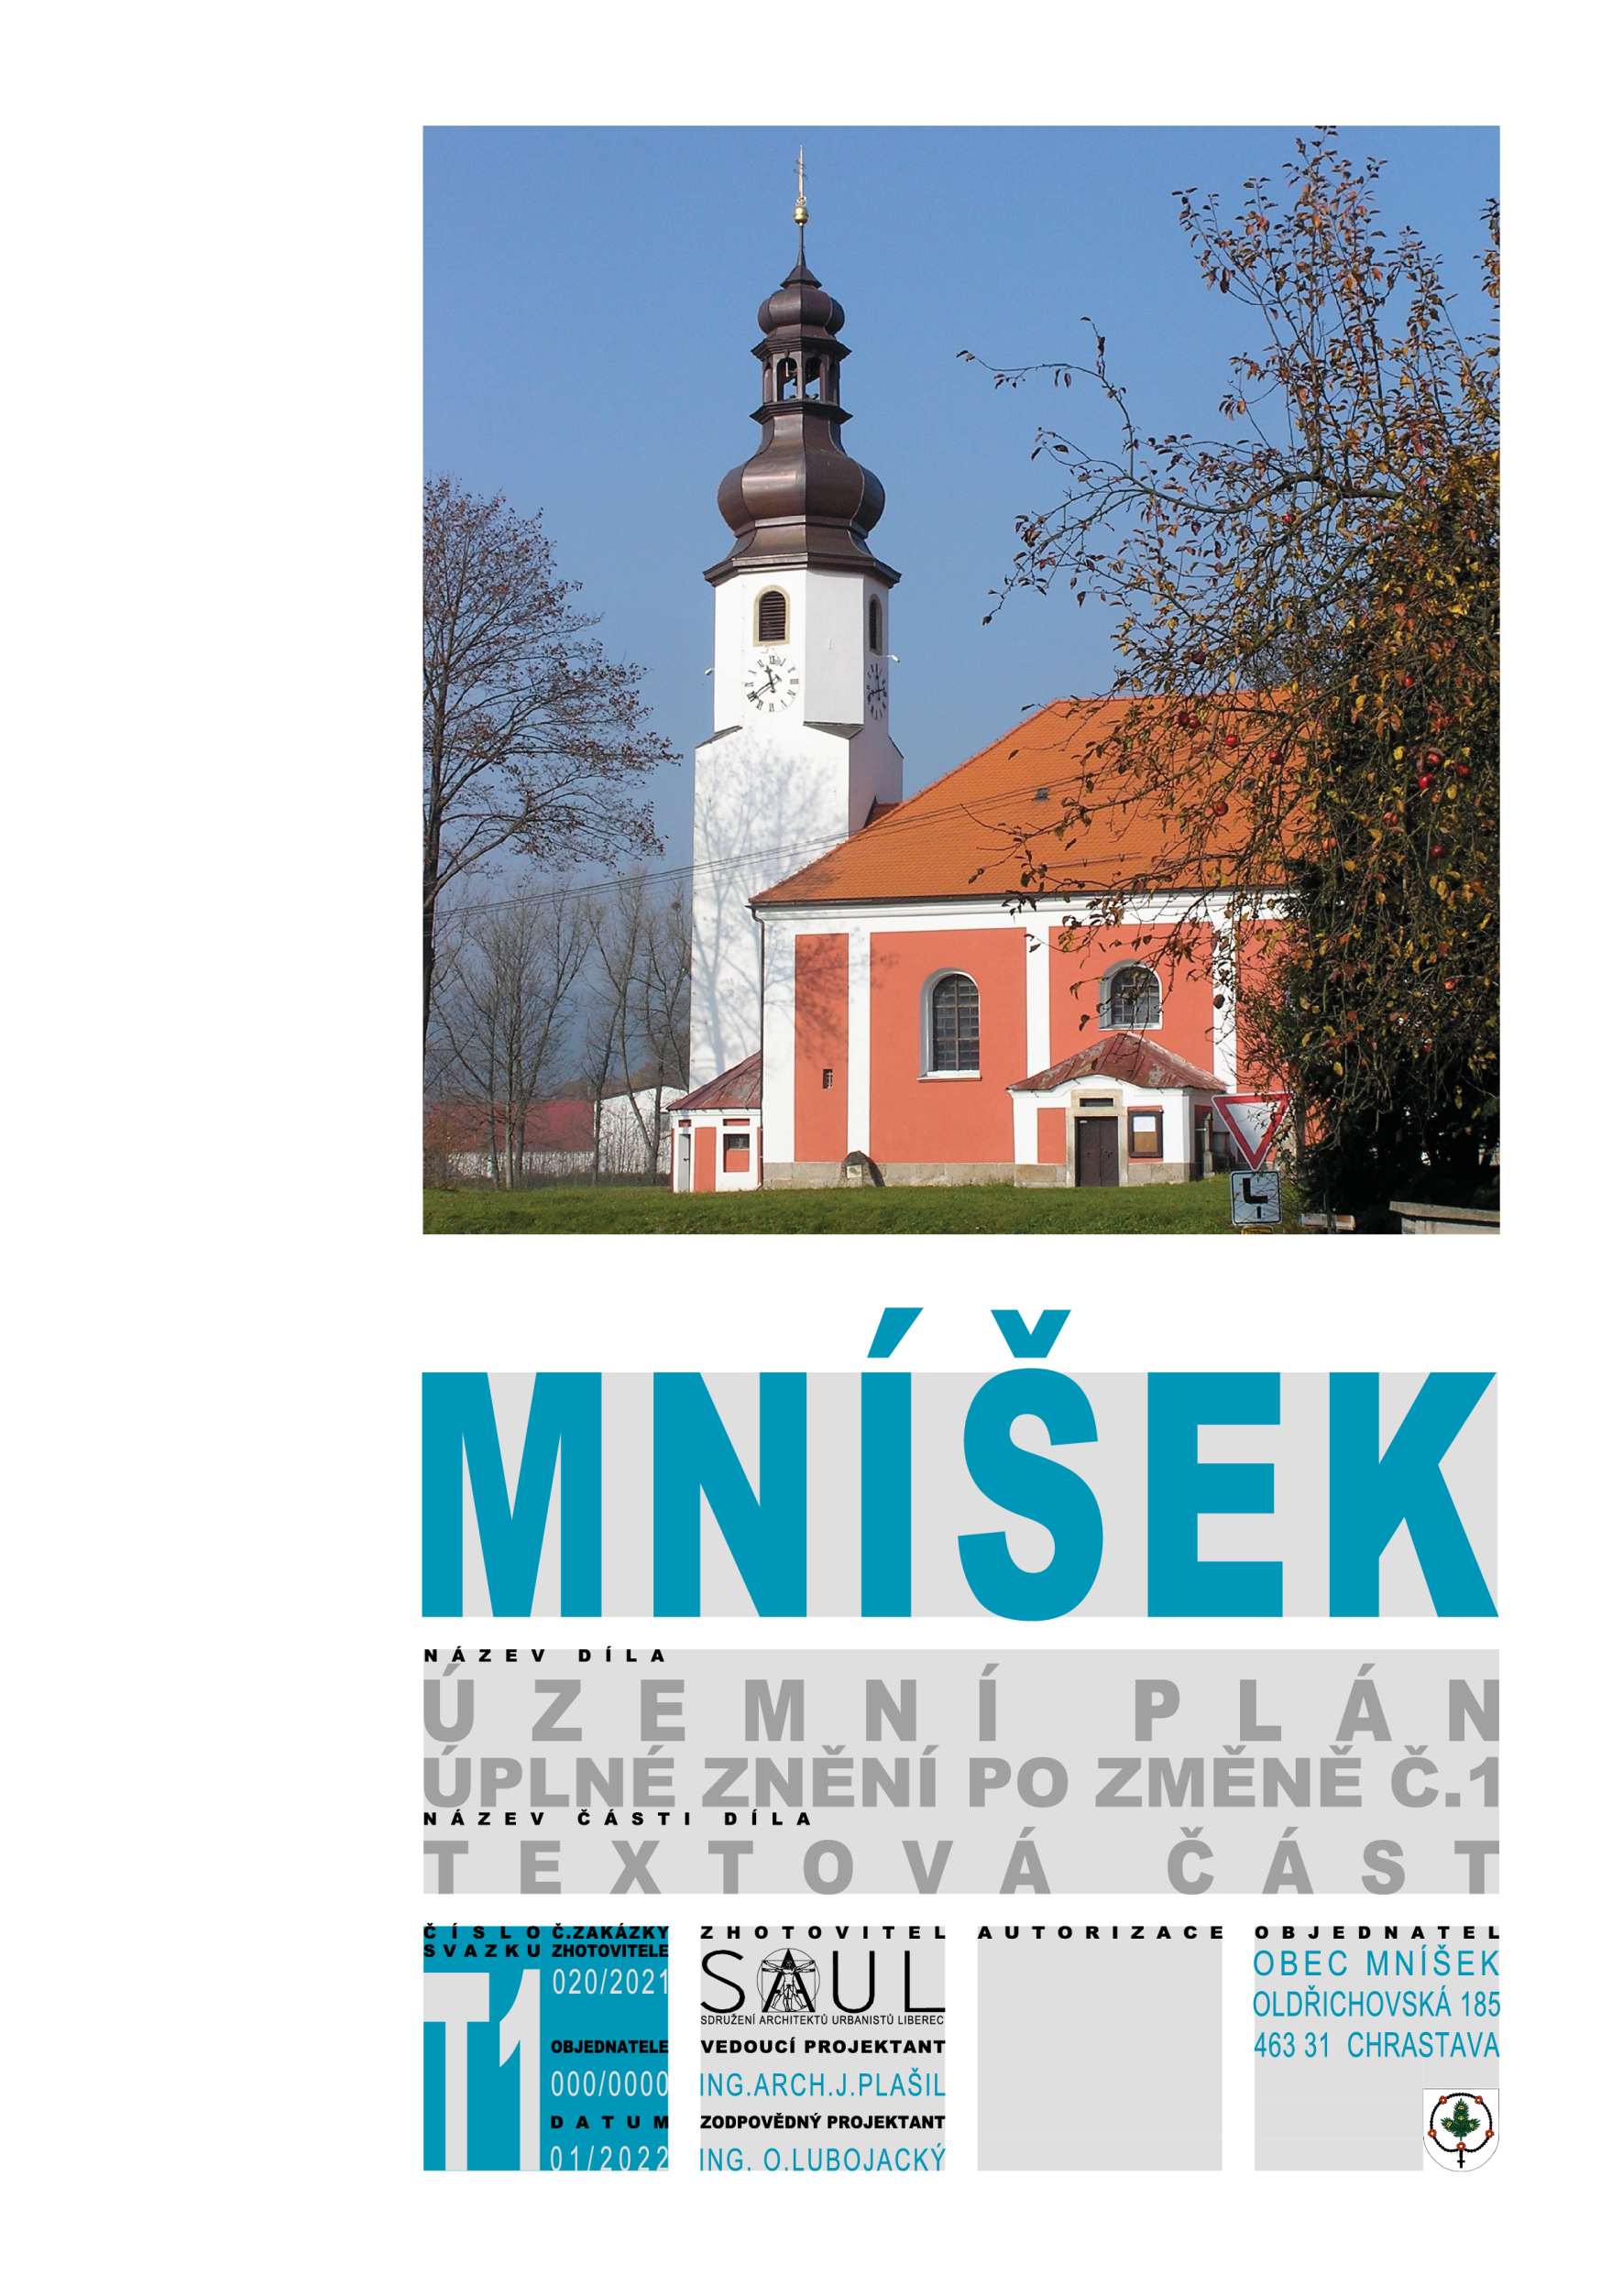 MNÍŠEK
NÁZEV DÍLA
ÚZEMNÍ PLÁN
ÚPLNÉ ZNĚNÍ PO ZMĚNĚ Č.1
NÁZEV ČÁSTI DÍLA
TEXTOVÁ ČÁST
ČÍSLO SVAZKU
T1
Č.ZAKÁZKY
ZHOTOVITELE
020/2021
OBJEDNATELE
000/0000
DATUM
01/2022
ZHOTOVITEL
SAUL
SDRUŽENÍ ARCHITEKTŮ URBANISTŮ LIBEREC
VEDOUCÍ PROJEKTANT
ING.ARCH.J.PLAŠIL
ZODPOVĚDNÝ PROJEKTANT
ING. O.LUBOJACKÝ
AUTORIZACE
OBJEDNATEL
OBEC MNÍŠEK
OLDŘICHOVSKÁ 185
463 31 CHRASTAVA